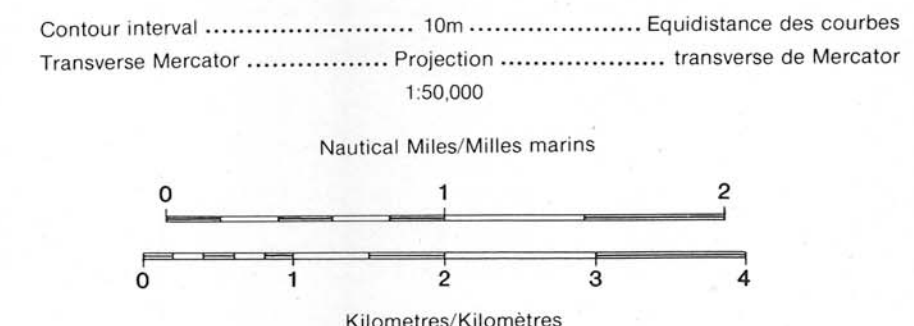 Contour interval ........................ 10m .................... Equidistance des courbes
Transverse Mercator ................ Projection ................... transverse de Mercator
1:50,000
Nautical Miles/Milles marins
0 1 2
0 1 2 3 4
Kilometres/Kilomètres